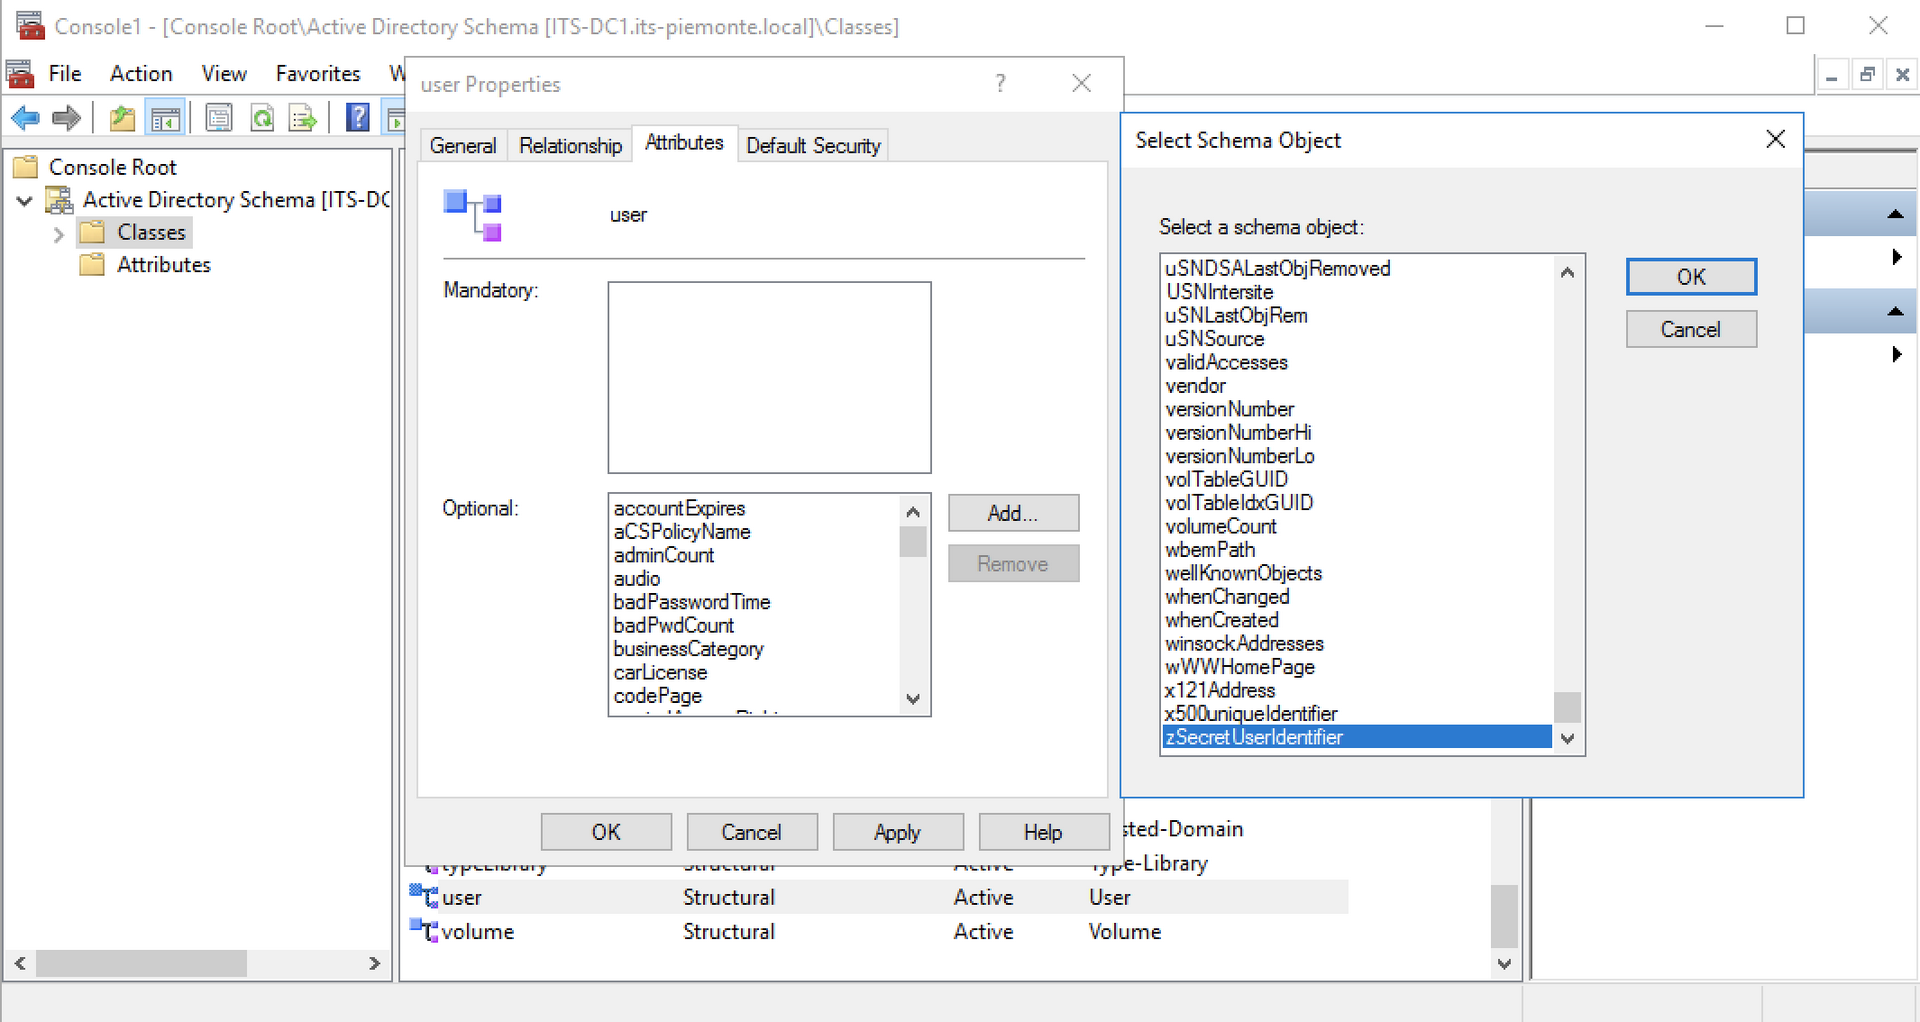 Console1 - [Console Root\Active Directory Schema [ITS-DC1.its-piemonte.local]\Classes]
File Action View Favorites W
Console Root
Active Directory Schema [ITS-DC
Classes
Attributes
user Properties
?
General Relationship Attributes Default Security
user
Mandatory:
Optional:
accountExpires
aCSPolicyName
adminCount
audio
badPasswordTime
badPwdCount
businessCategory
carLicense
codePage
Add...
Remove
OK Cancel Apply Help
Select Schema Object
Select a schema object:
uSNDSALastObjRemoved
USNIntersite
uSNLastObjRem
uSNSource
validAccesses
vendor
versionNumber
versionNumberHi
versionNumberLo
volTableGUID
volTableIdxGUID
volumeCount
wbemPath
wellKnownObjects
whenChanged
whenCreated
winsockAddresses
wWWHomePage
x121Address
x500uniqueIdentifier
zSecretUserIdentifier
OK
Cancel
sted-Domain
typeLibrary Structural Active Type-Library
user Structural Active User
volume Structural Active Volume